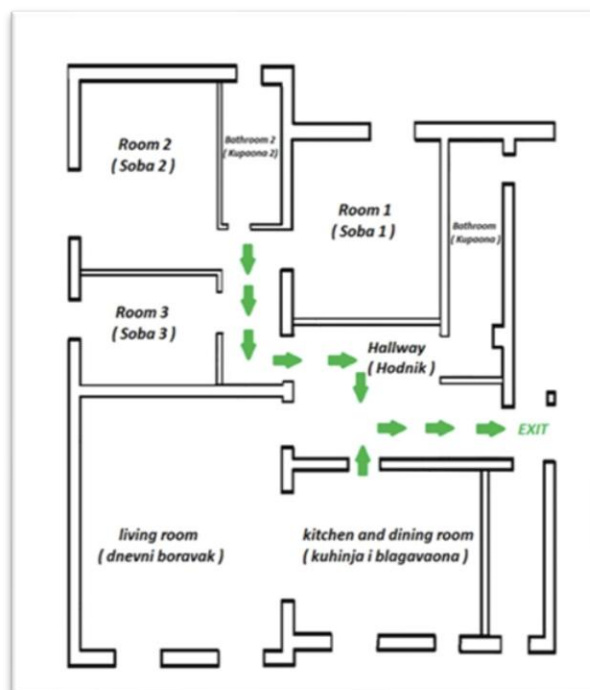 Room 2
( Soba 2 )
Bathroom 2
( Kupaona 2)
Room 1
( Soba 1 )
Bathroom
( Kupaona )
Room 3
( Soba 3 )
Hallway
( Hodnik )
EXIT
living room
( dnevni boravak )
kitchen and dining room
( kuhinja i blagavaona )